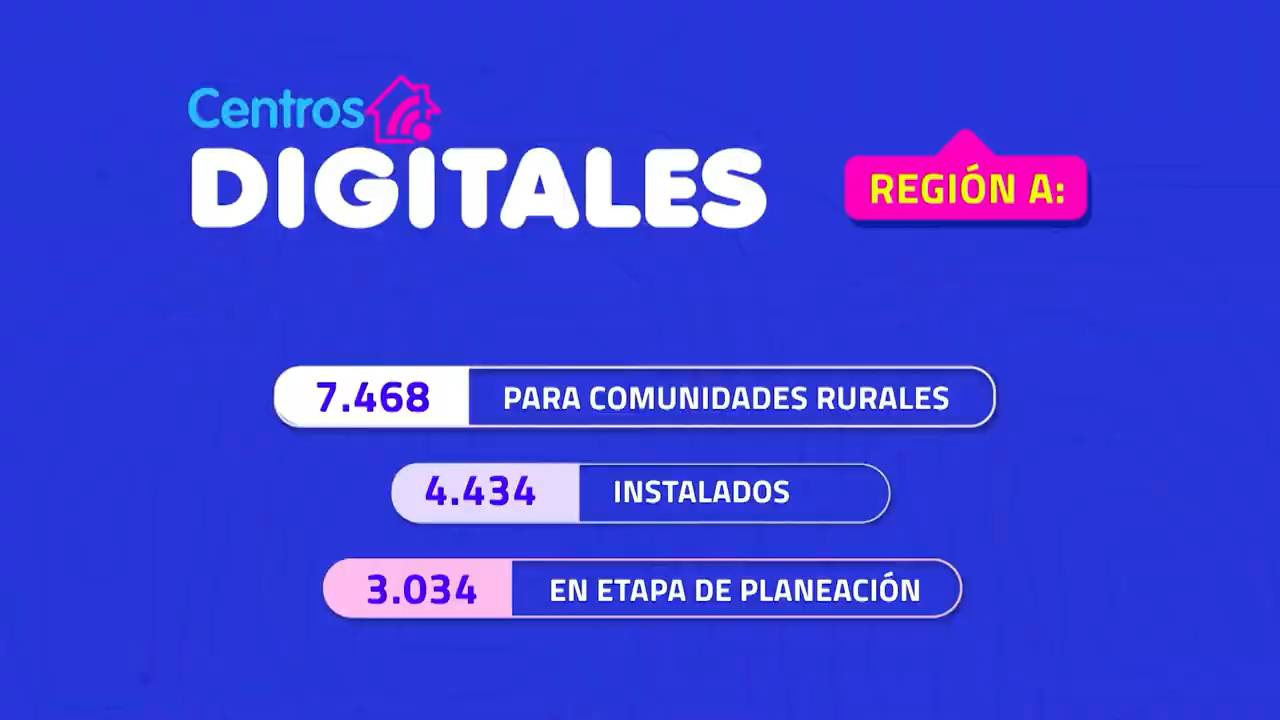 Centros
DIGITALES
REGIÓN A:
7.468 PARA COMUNIDADES RURALES
4.434 INSTALADOS
3.034 EN ETAPA DE PLANEACIÓN